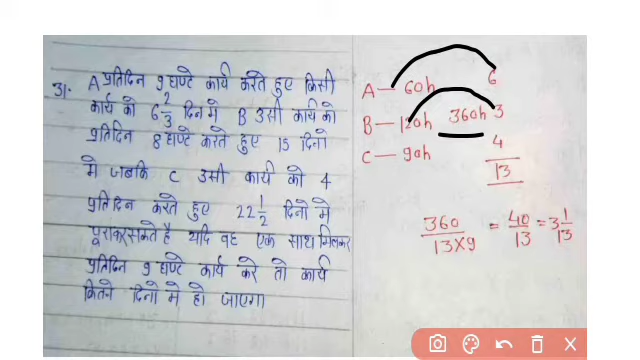 31. A प्रतिदिन 9 घण्टे कार्य करते हुए किसी
कार्य को 6 2/3 दिन मे B उसी कार्य को
प्रतिदिन 8 घण्टे करते हुए 15 दिनो
मे जबकि C उसी कार्य को 4
प्रतिदिन करते हुए 22 1/2 दिनो मे
पूरा कर सकते है यदि वह एक साथ मिलकर
प्रतिदिन 9 घण्टे कार्य करे तो कार्य
कितने दिनो मे हो जाएगा
A — 60h 6
B — 120h 360h 3
C — 90h 4
13
360/13×9 = 40/13 = 3 1/13